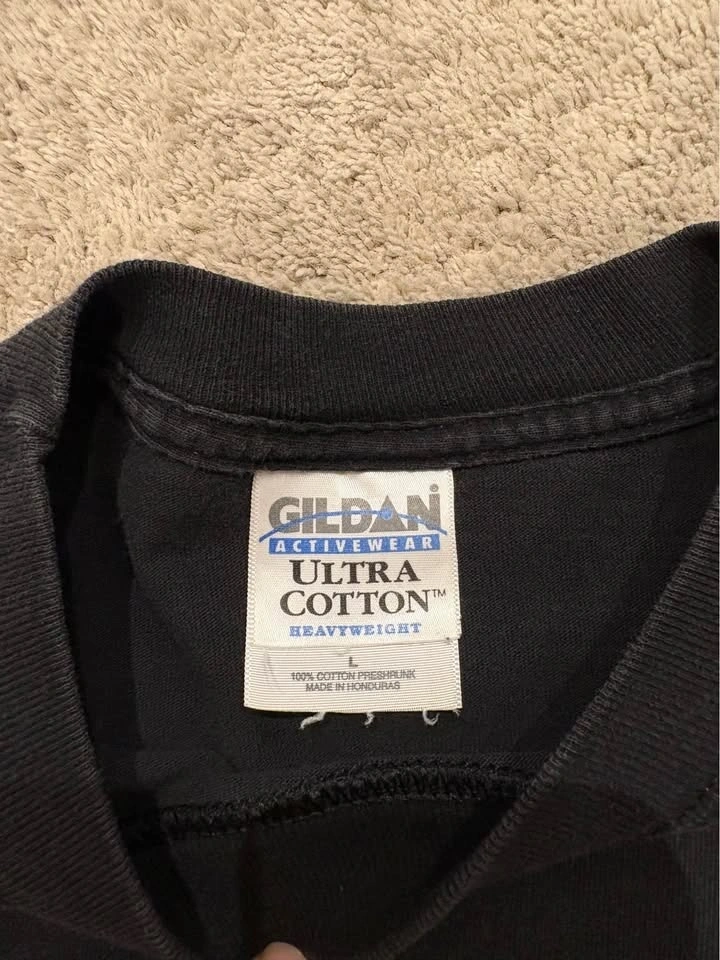 GILDAN
ACTIVEWEAR
ULTRA
COTTON™
HEAVYWEIGHT
L
100% COTTON PRESHRUNK
MADE IN HONDURAS